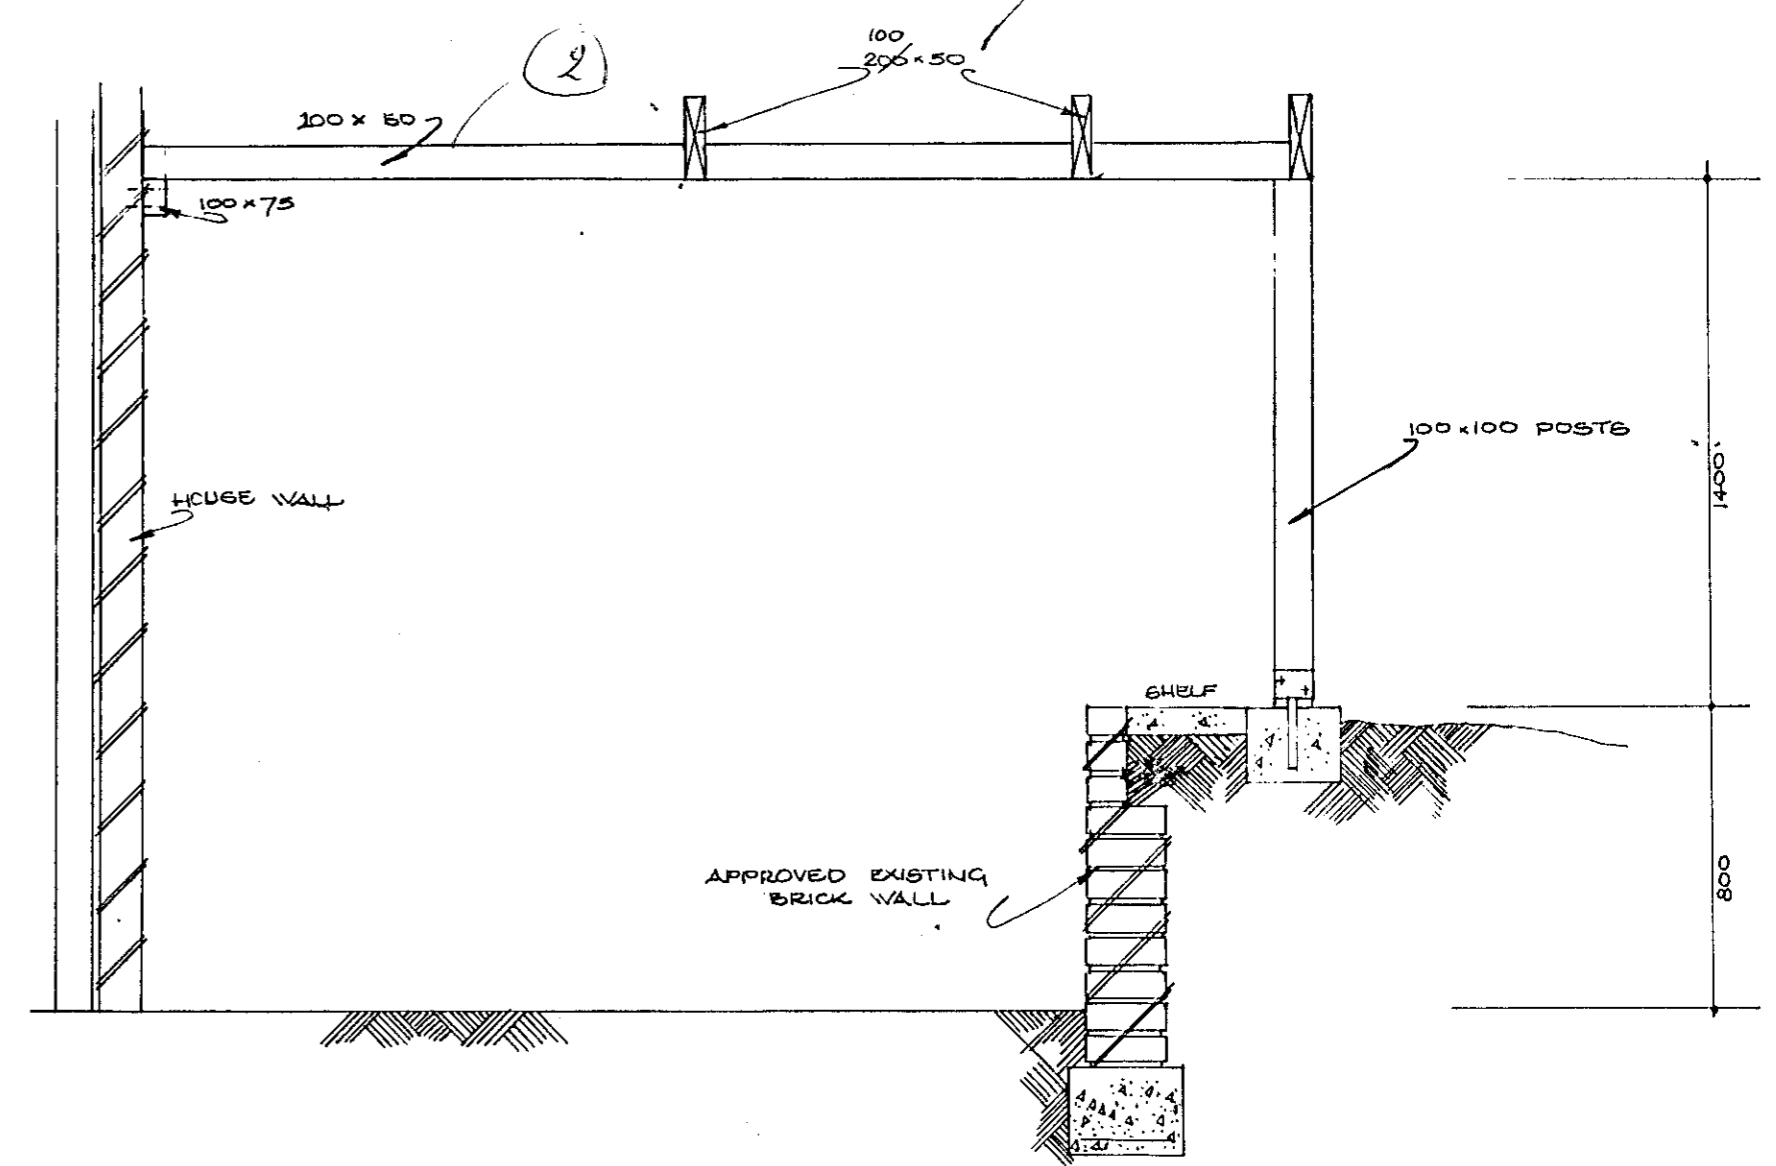 100
200 x 50
2
100 x 50
100 x 75
100 x 100 POSTS
1400
HOUSE WALL
SHELF
APPROVED EXISTING
BRICK WALL
800